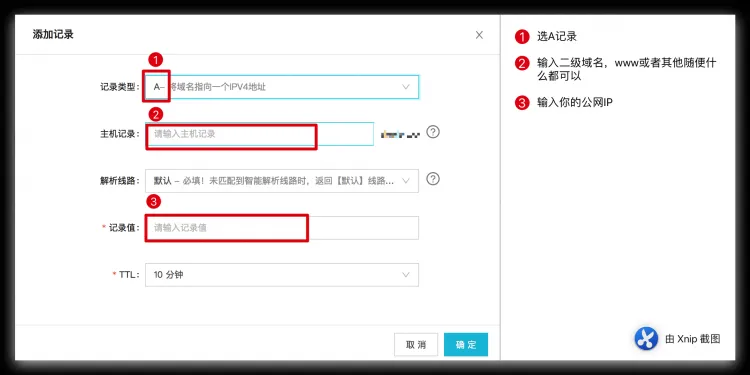 添加记录
1
记录类型：
A– 将域名指向一个IPV4地址
2
主机记录：
请输入主机记录
解析线路：
默认 – 必填！未匹配到智能解析线路时，返回【默认】线路...
3
* 记录值：
请输入记录值
* TTL：
10 分钟
取 消
确 定
1 选A记录
2 输入二级域名，www或者其他随便什
么都可以
3 输入你的公网IP
由 Xnip 截图